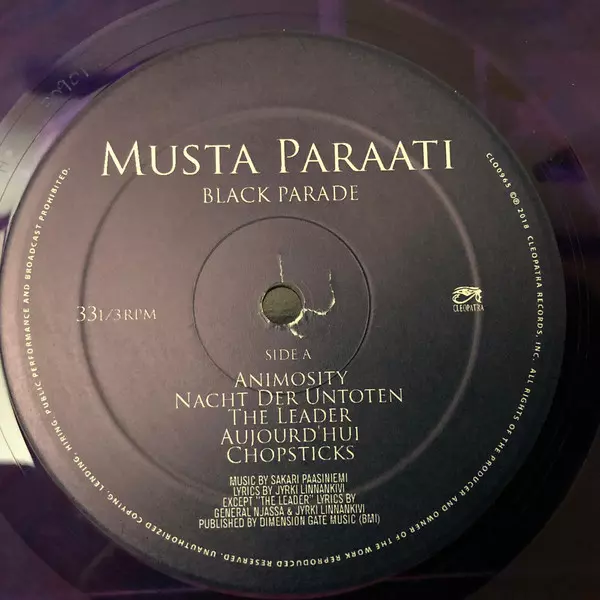 MUSTA PARAATI
BLACK PARADE
33 1/3 RPM
CLEOPATRA
SIDE A
ANIMOSITY
NACHT DER UNTOTEN
THE LEADER
AUJOURD'HUI
CHOPSTICKS
MUSIC BY SAKARI PAASINIEMI
LYRICS BY JYRKI LINNANKIVI
EXCEPT "THE LEADER" LYRICS BY
GENERAL NJASSA & JYRKI LINNANKIVI
PUBLISHED BY DIMENSION GATE MUSIC (BMI)
CLO0965 ©℗ 2018 CLEOPATRA RECORDS, INC. ALL RIGHTS OF THE PRODUCER AND OWNER OF THE WORK REPRODUCED RESERVED. UNAUTHORIZED COPYING, LENDING, HIRING, PUBLIC PERFORMANCE AND BROADCAST PROHIBITED.